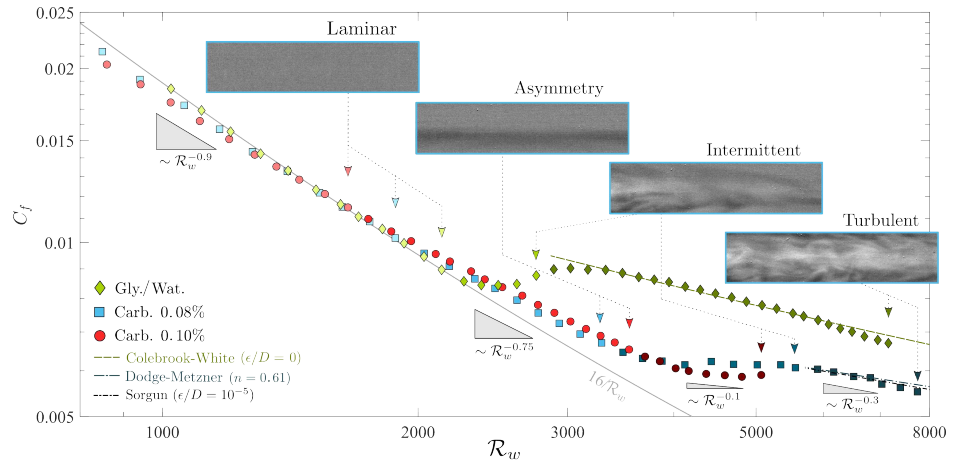 0.025
0.02
0.015
0.01
0.005
C_f
Laminar
Asymmetry
Intermittent
Turbulent
∼ R_w^{-0.9}
∼ R_w^{-0.75}
∼ R_w^{-0.1}
∼ R_w^{-0.3}
16/R_w
Gly./Wat.
Carb. 0.08%
Carb. 0.10%
Colebrook-White (ϵ/D = 0)
Dodge-Metzner (n = 0.61)
Sorgun (ϵ/D = 10^{-5})
1000
2000
3000
5000
8000
R_w